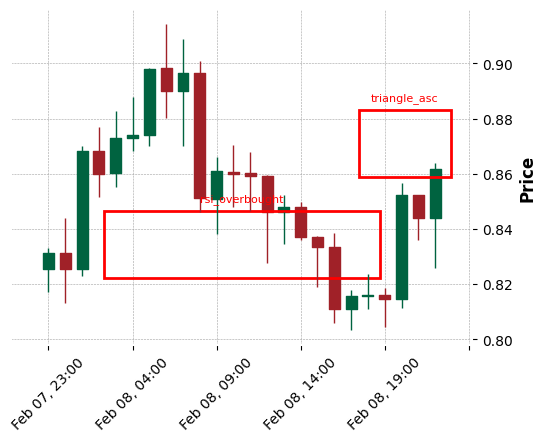 triangle_asc
rsi_overbought
0.90
0.88
0.86
0.84
0.82
0.80
Price
Feb 07, 23:00
Feb 08, 04:00
Feb 08, 09:00
Feb 08, 14:00
Feb 08, 19:00